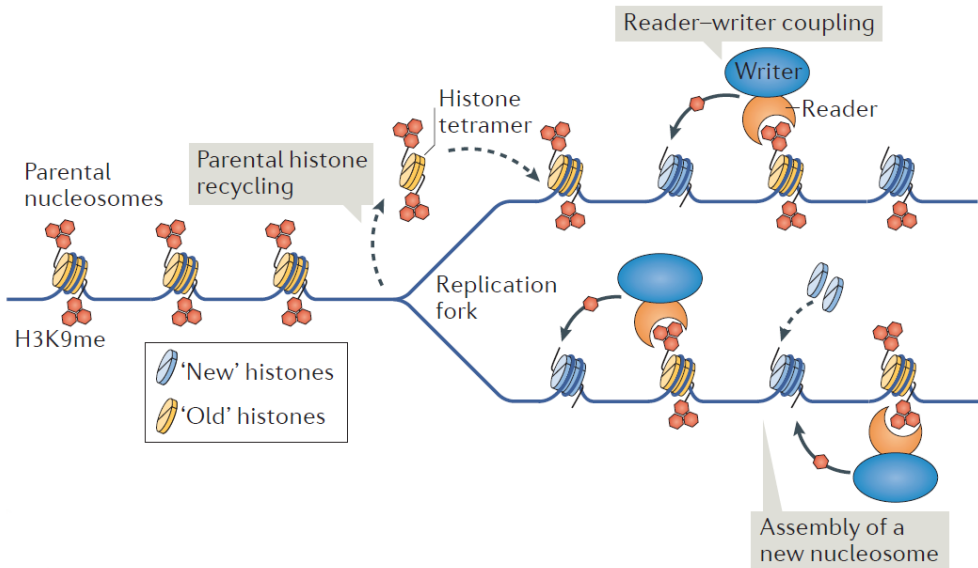 Reader–writer coupling
Writer
Reader
Histone
tetramer
Parental histone
recycling
Parental
nucleosomes
H3K9me
Replication
fork
'New' histones
'Old' histones
Assembly of a
new nucleosome